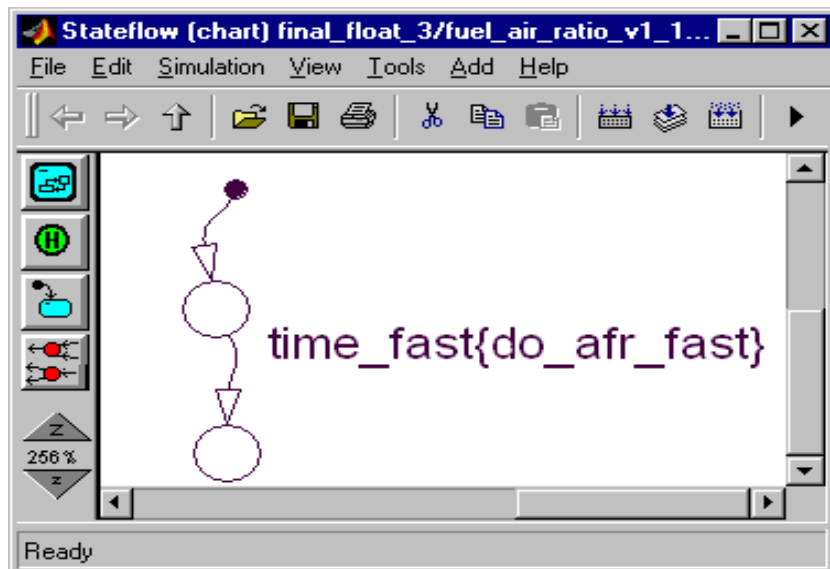 Stateflow (chart) final_float_3/fuel_air_ratio_v1_1...
File Edit Simulation View Tools Add Help
H
time_fast{do_afr_fast}
Z
256%
z
Ready